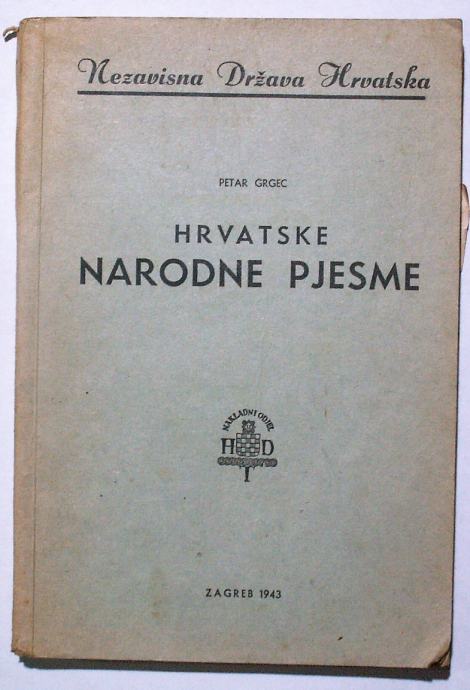 Nezavisna Država Hrvatska
PETAR GRGEC
HRVATSKE
NARODNE PJESME
NAKLADNI ODJEL
H D
ZAGREB 1943